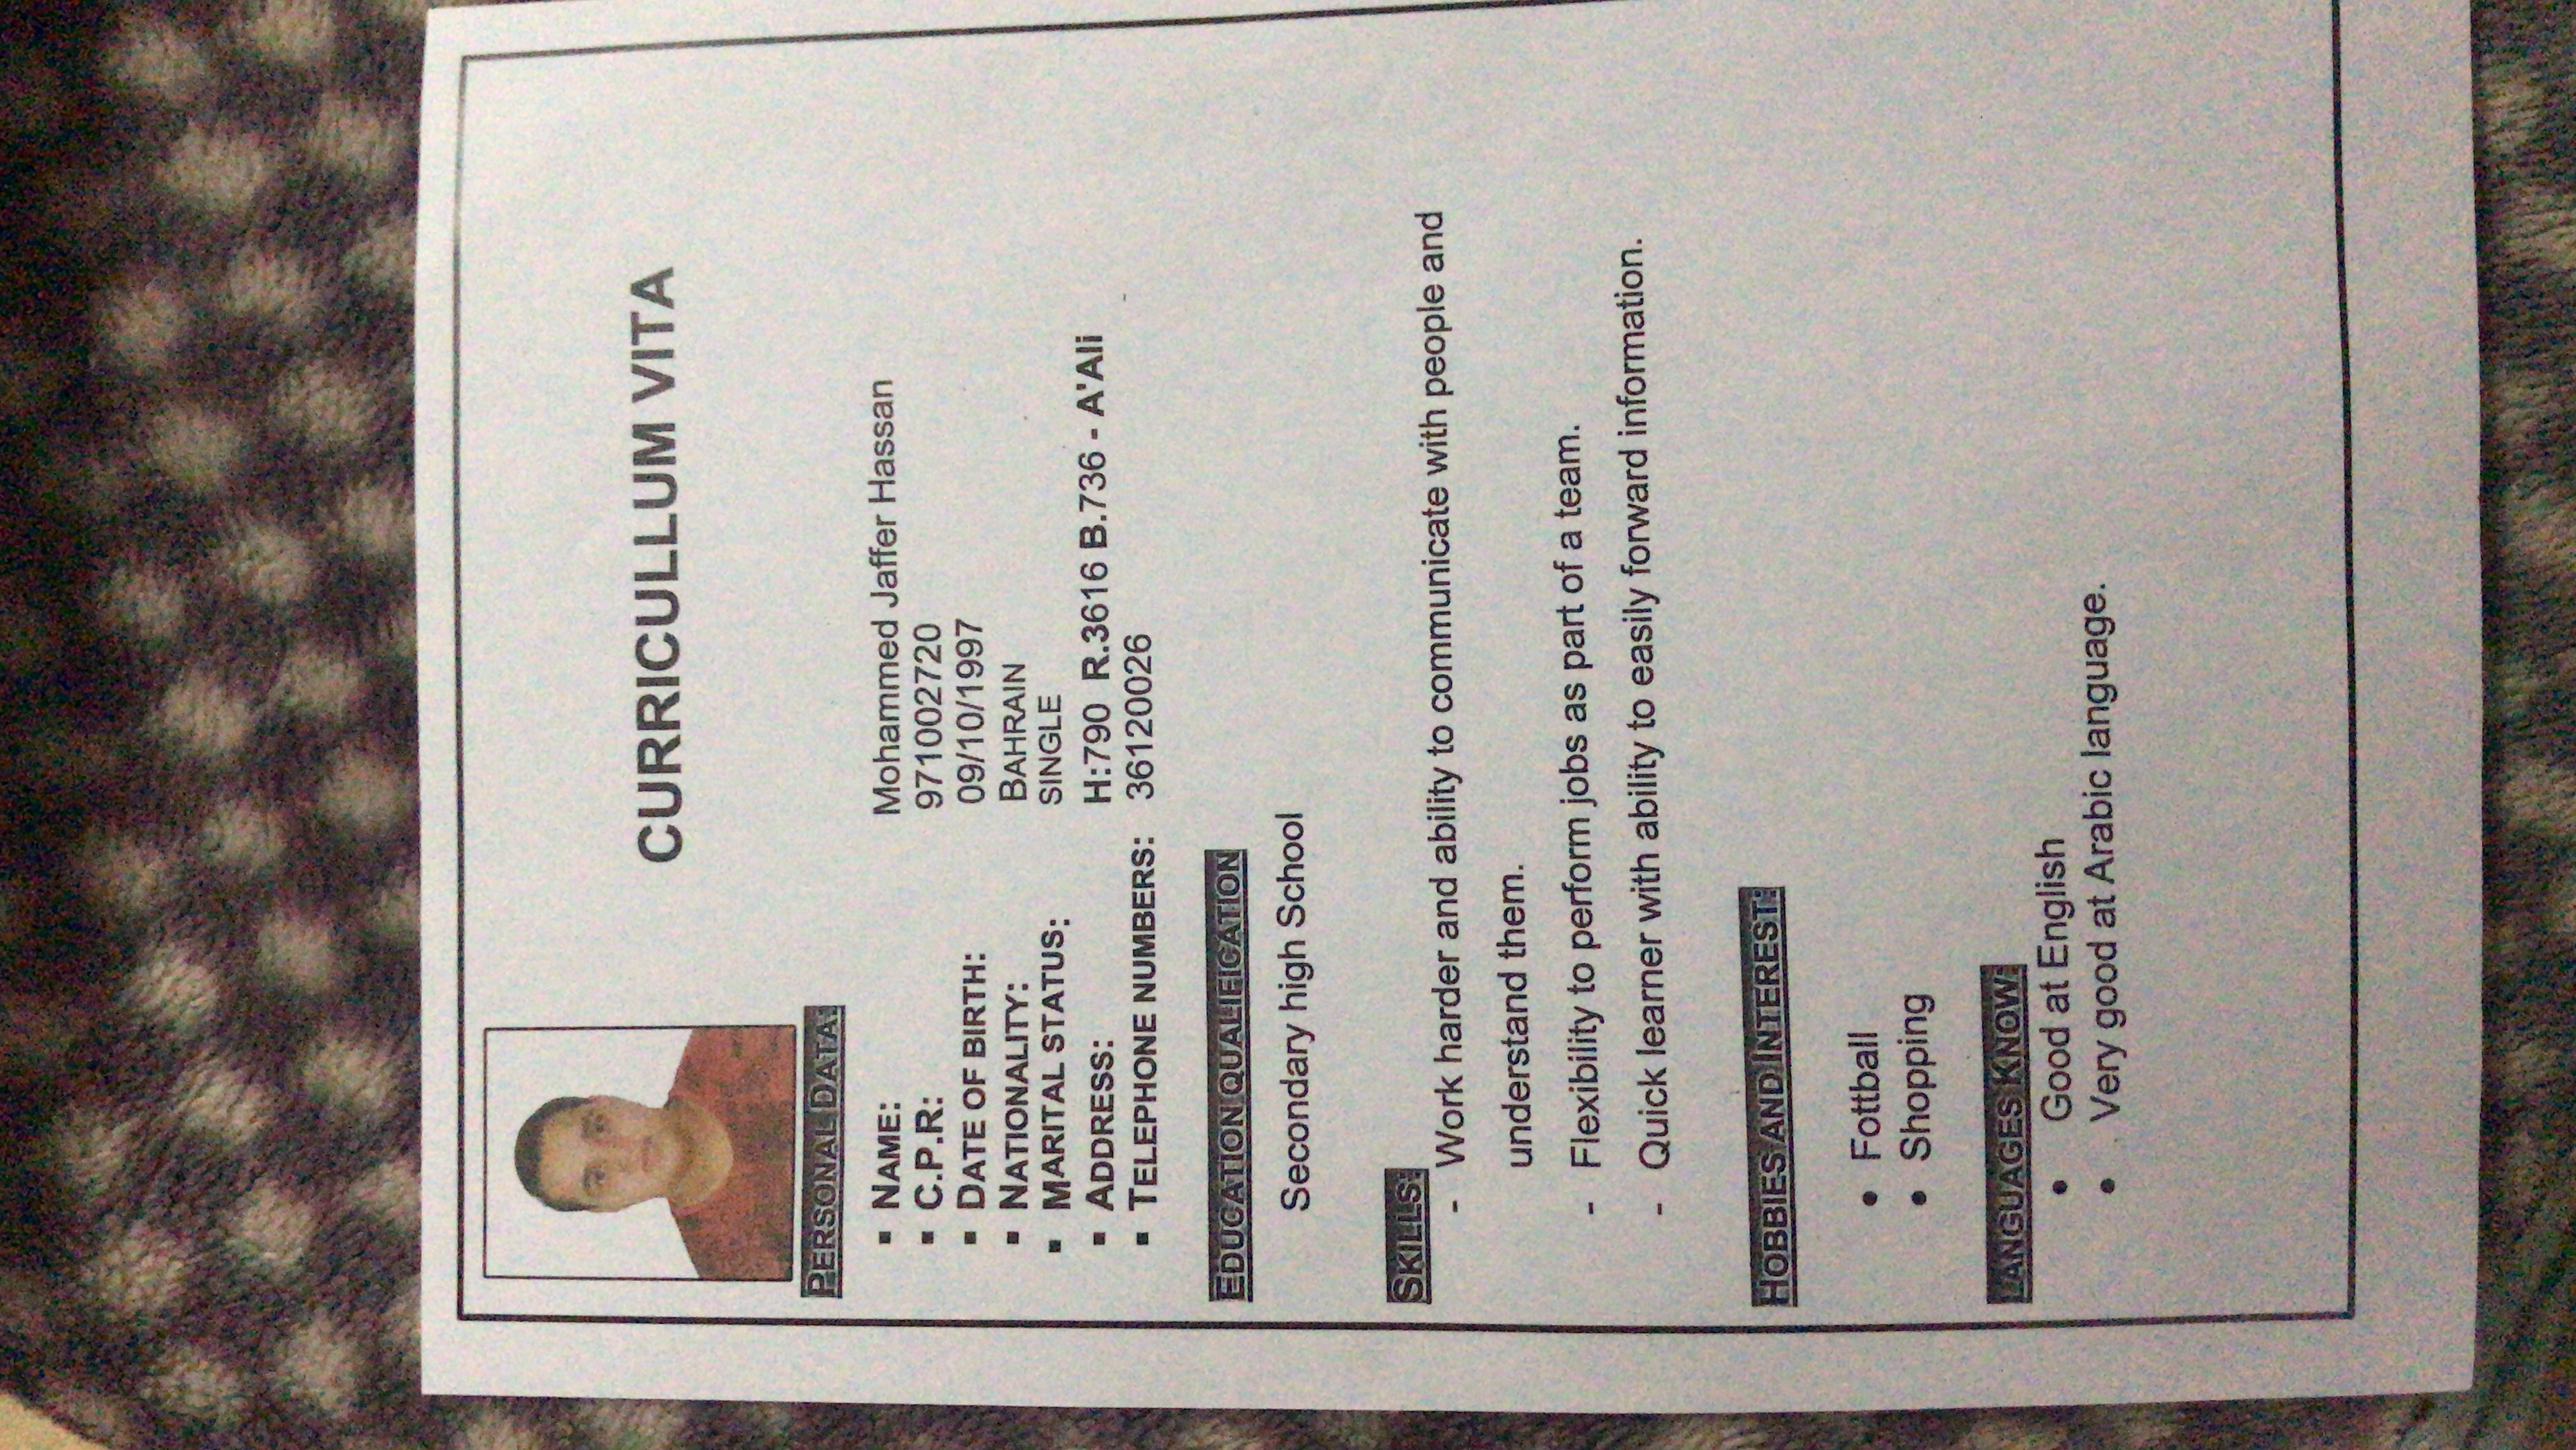 CURRICULLUM VITA
PERSONAL DATA:
▪ NAME: Mohammed Jaffer Hassan
▪ C.P.R: 971002720
▪ DATE OF BIRTH: 09/10/1997
▪ NATIONALITY: BAHRAIN
▪ MARITAL STATUS: SINGLE
▪ ADDRESS: H:790 R.3616 B.736 - A'Ali
▪ TELEPHONE NUMBERS: 36120026
EDUCATION QUALIFICATION
Secondary high School
SKILLS:
- Work harder and ability to communicate with people and
understand them.
- Flexibility to perform jobs as part of a team.
- Quick learner with ability to easily forward information.
HOBBIES AND INTEREST:
• Fottball
• Shopping
LANGUAGES KNOW:
• Good at English
• Very good at Arabic language.